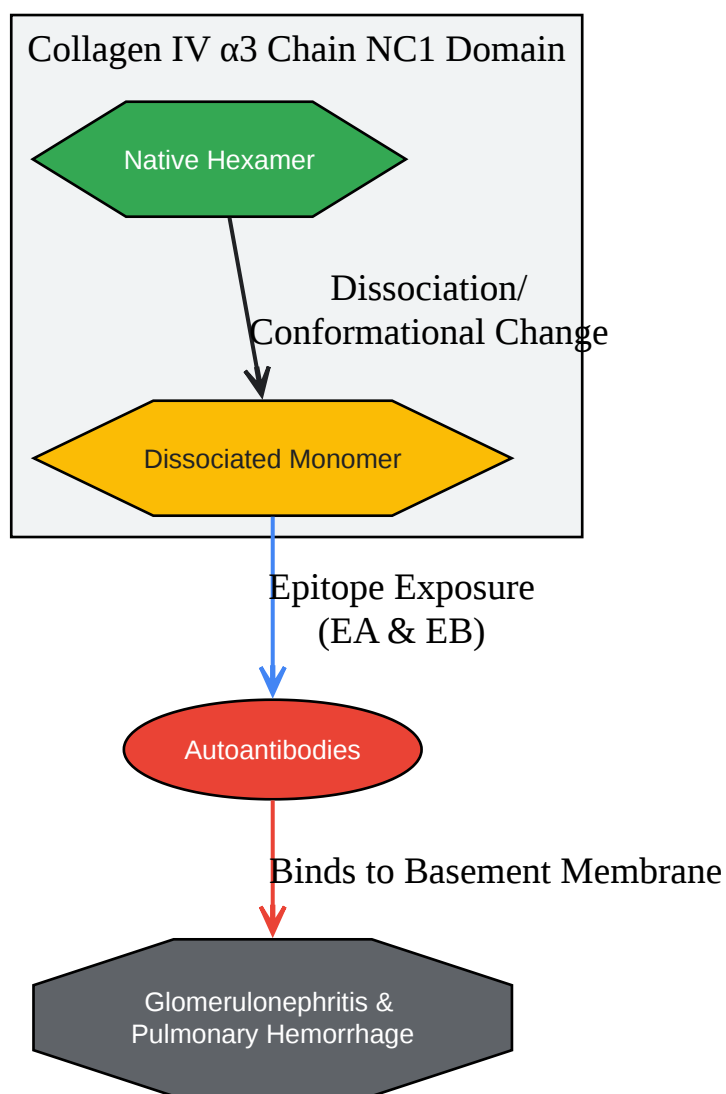 Collagen IV α3 Chain NC1 Domain
Native Hexamer
Dissociation/
Conformational Change
Dissociated Monomer
Epitope Exposure
(EA & EB)
Autoantibodies
Binds to Basement Membrane
Glomerulonephritis &
Pulmonary Hemorrhage